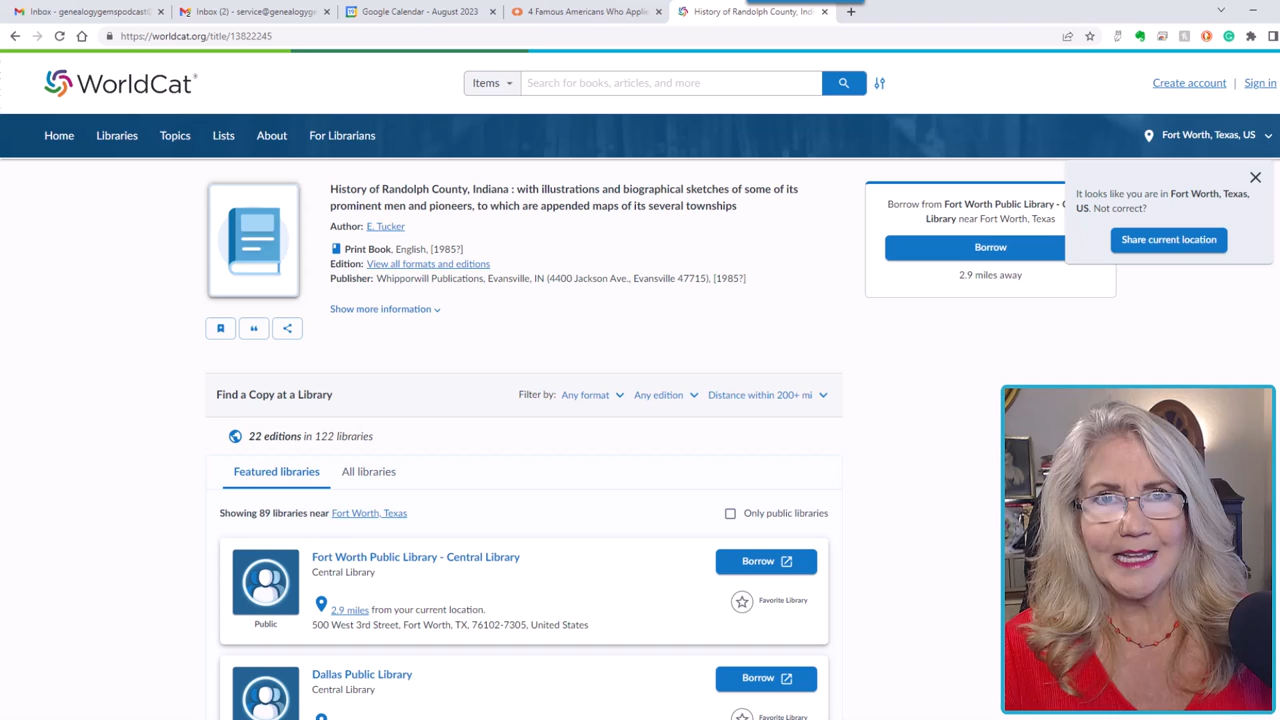 Inbox - genealogygemspodcast@
Inbox (2) - service@genealogyge
Google Calendar - August 2023
4 Famous Americans Who Applie
History of Randolph County, Indi
https://worldcat.org/title/13822245
WorldCat
Items
Search for books, articles, and more
Create account | Sign in
Home
Libraries
Topics
Lists
About
For Librarians
Fort Worth, Texas, US
History of Randolph County, Indiana : with illustrations and biographical sketches of some of its
prominent men and pioneers, to which are appended maps of its several townships
Author: E. Tucker
Print Book, English, [1985?]
Edition: View all formats and editions
Publisher: Whipporwill Publications, Evansville, IN (4400 Jackson Ave., Evansville 47715), [1985?]
Show more information
Borrow from Fort Worth Public Library - C
Library near Fort Worth, Texas
Borrow
2.9 miles away
It looks like you are in Fort Worth, Texas,
US. Not correct?
Share current location
Find a Copy at a Library
Filter by: Any format Any edition Distance within 200+ mi
22 editions in 122 libraries
Featured libraries
All libraries
Showing 89 libraries near Fort Worth, Texas
Only public libraries
Fort Worth Public Library - Central Library
Central Library
Borrow
2.9 miles from your current location.
Favorite Library
Public
500 West 3rd Street, Fort Worth, TX, 76102-7305, United States
Dallas Public Library
Central Library
Borrow
Favorite Library